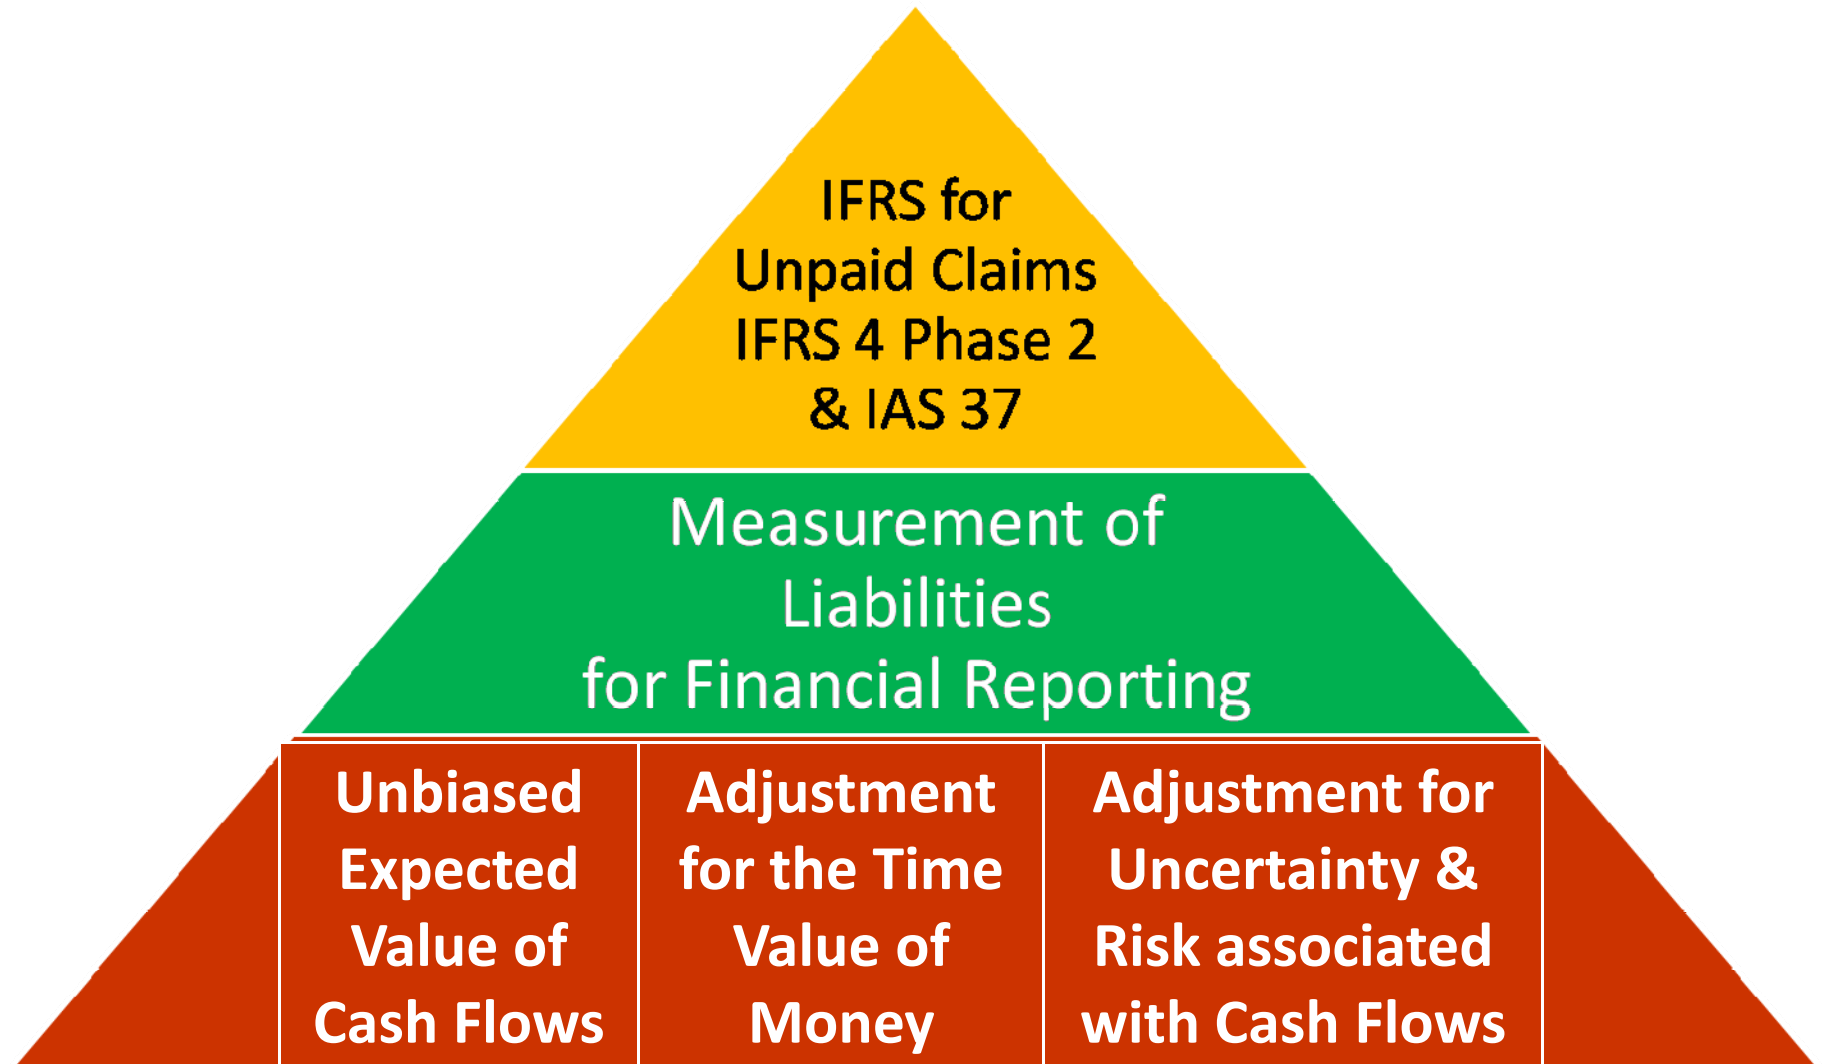 IFRS for
Unpaid Claims
IFRS 4 Phase 2
& IAS 37
Measurement of
Liabilities
for Financial Reporting
Unbiased
Expected
Value of
Cash Flows
Adjustment
for the Time
Value of
Money
Adjustment for
Uncertainty &
Risk associated
with Cash Flows